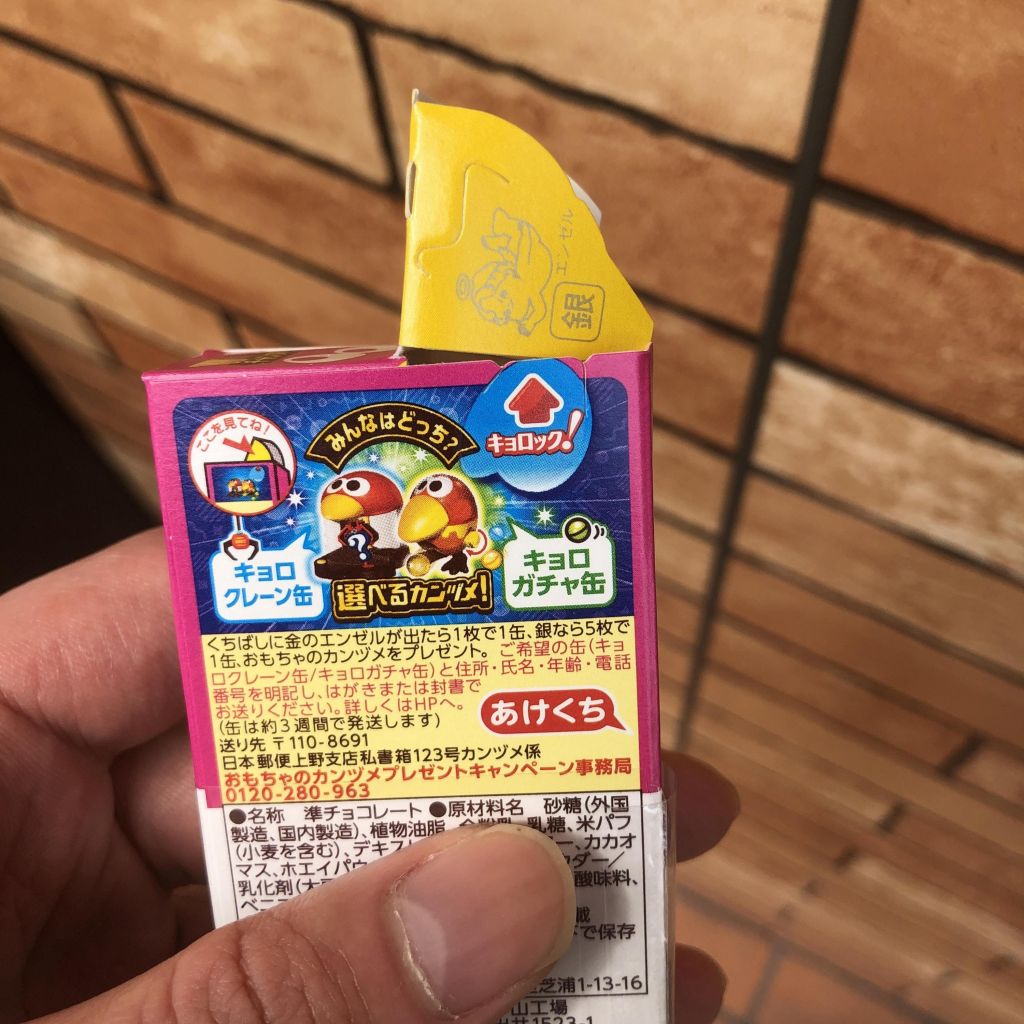 エンゼル
銀
ここを見てね!
みんなはどっち?
キョロック!
キョロ
クレーン缶
?
選べるカンヅメ!
キョロ
ガチャ缶
くちばしに金のエンゼルが出たら1枚で1缶、銀なら5枚で
1缶、おもちゃのカンヅメをプレゼント。ご希望の缶(キョ
ロクレーン缶/キョロガチャ缶)と住所・氏名・年齢・電話
番号を明記し、はがきまたは封書で
お送りください。詳しくはHPへ。
(缶は約3週間で発送します)
あけくち
送り先 〒110-8691
日本郵便上野支店私書箱123号カンヅメ係
おもちゃのカンヅメプレゼントキャンペーン事務局
0120-280-963
●名称 準チョコレート ●原材料名 砂糖(外国
製造、国内製造)、植物油脂、全粉乳、乳糖、米パフ
(小麦を含む)、デキスト ー、カカオ
マス、ホエイパウ ウダー/
乳化剤(大 酸味料、
ベニ
載
下で保存
芝浦1-13-16
山工場
1523-1